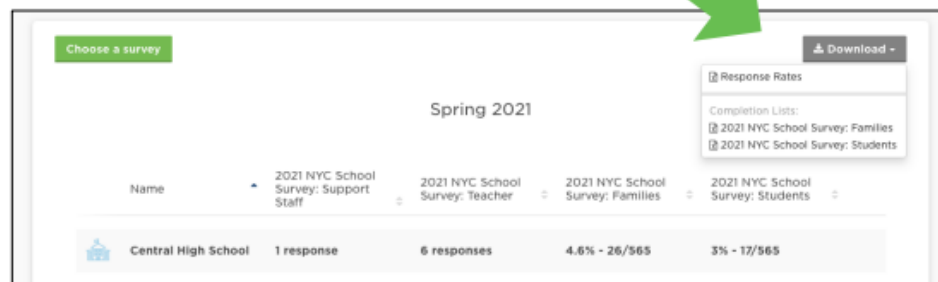 Choose a survey
Download
Response Rates
Completion Lists:
2021 NYC School Survey: Families
2021 NYC School Survey: Students
Spring 2021
Name
2021 NYC School
Survey: Support
Staff
2021 NYC School
Survey: Teacher
2021 NYC School
Survey: Families
2021 NYC School
Survey: Students
Central High School
1 response
6 responses
4.6% - 26/565
3% - 17/565